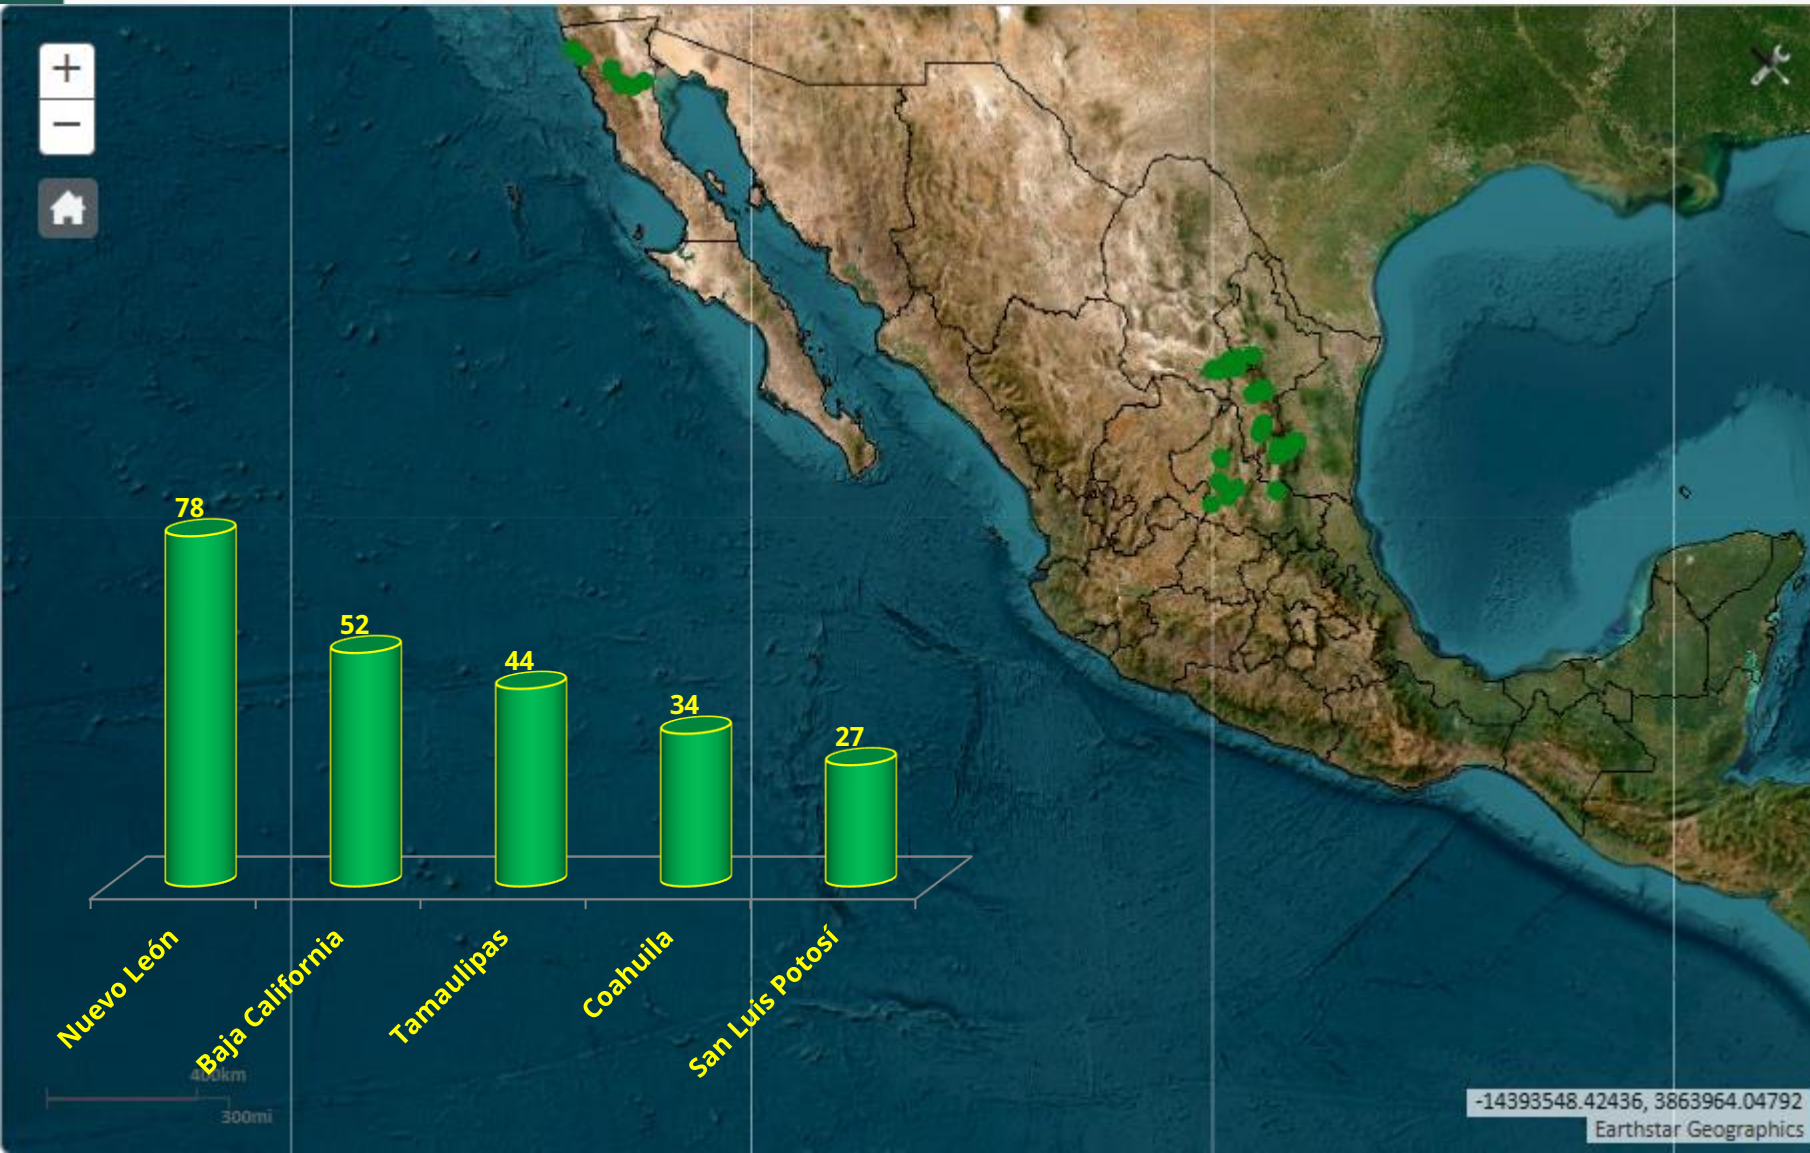 +
−
78
52
44
34
27
Nuevo León
Baja California
Tamaulipas
Coahuila
San Luis Potosí
400km
300mi
-14393548.42436, 3863964.04792
Earthstar Geographics